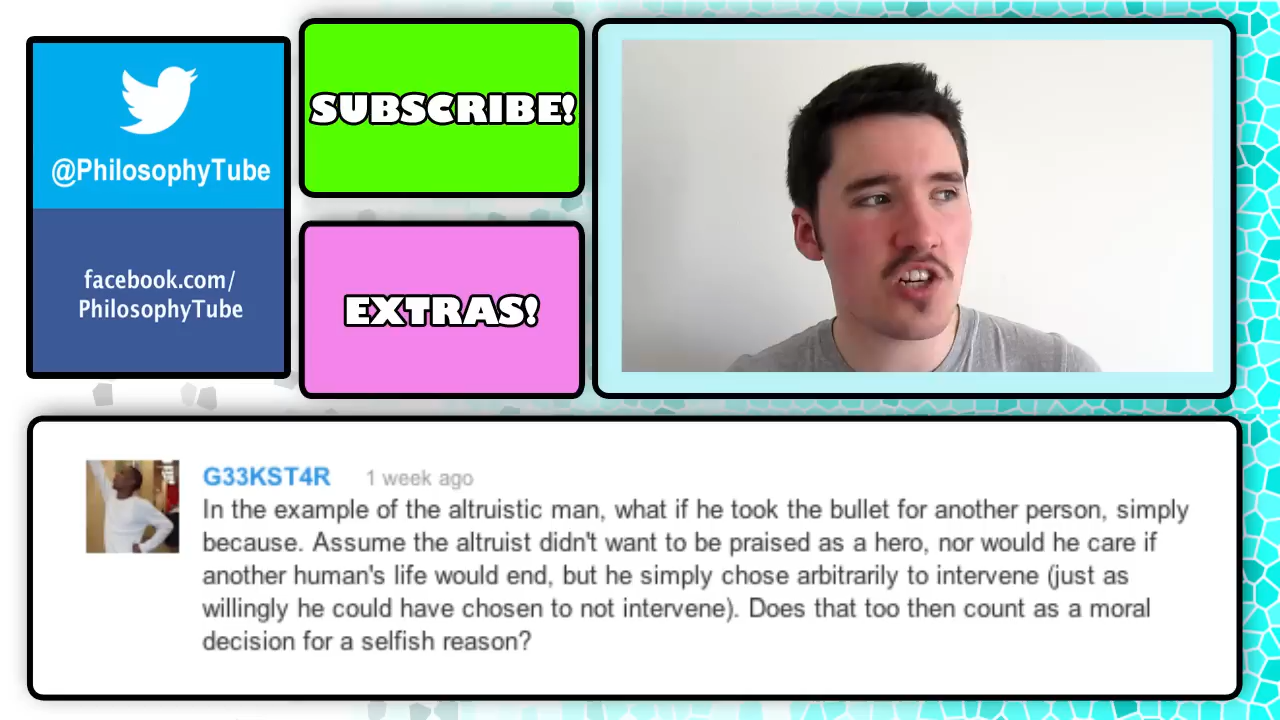 @PhilosophyTube
facebook.com/
PhilosophyTube
SUBSCRIBE!
EXTRAS!
G33KST4R 1 week ago
In the example of the altruistic man, what if he took the bullet for another person, simply
because. Assume the altruist didn't want to be praised as a hero, nor would he care if
another human's life would end, but he simply chose arbitrarily to intervene (just as
willingly he could have chosen to not intervene). Does that too then count as a moral
decision for a selfish reason?